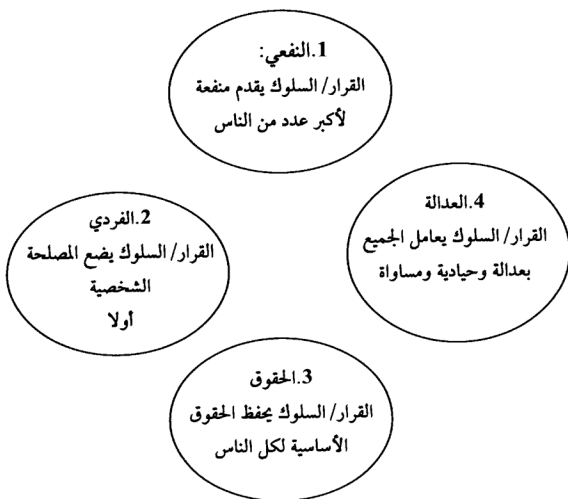 1.النفعي:
القرار/ السلوك يقدم منفعة
لأكبر عدد من الناس
2.الفردي
القرار/ السلوك يضع المصلحة
الشخصية
أولا
3.الحقوق
القرار/ السلوك يحفظ الحقوق
الأساسية لكل الناس
4.العدالة
القرار/ السلوك يعامل الجميع
بعدالة وحيادية ومساواة